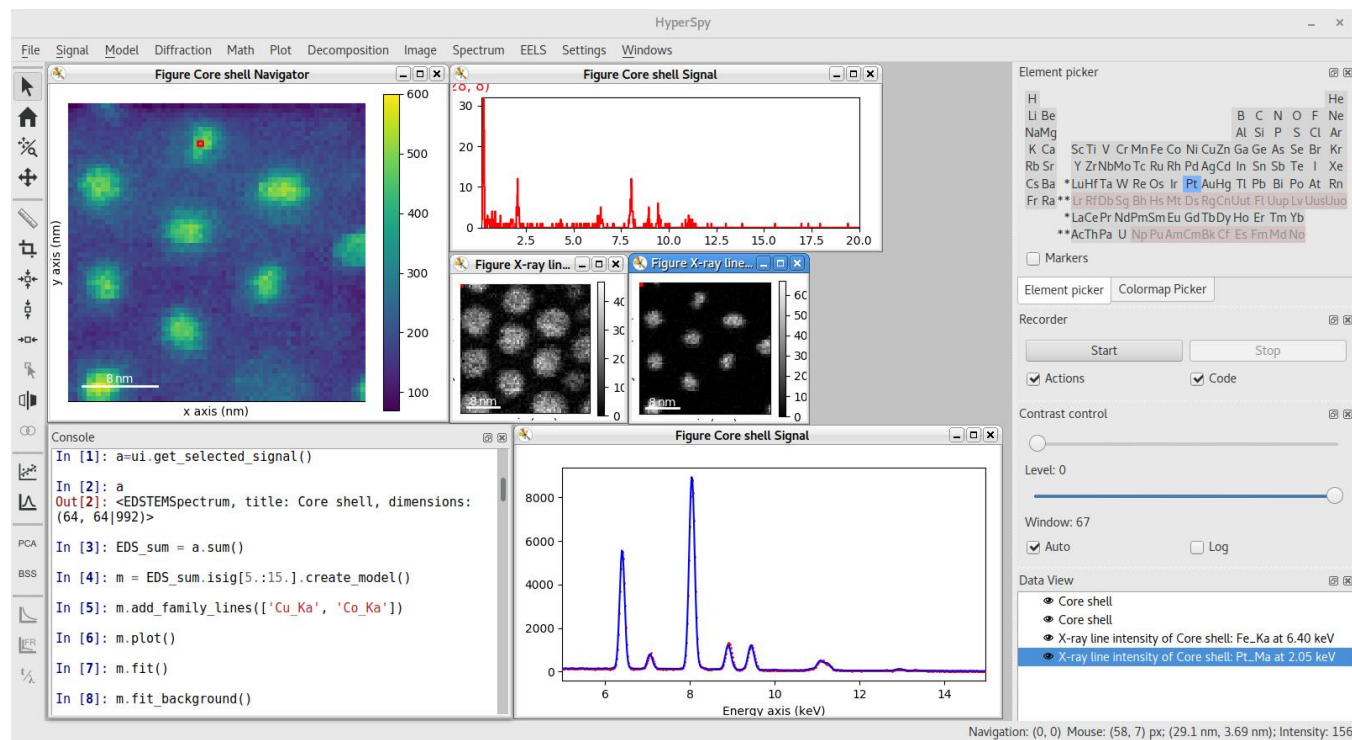 HyperSpy
File Signal Model Diffraction Math Plot Decomposition Image Spectrum EELS Settings Windows
Figure Core shell Navigator
600
500
400
300
200
100
y axis (nm)
8 nm
x axis (nm)
Figure Core shell Signal
30
20
10
0
2.5 5.0 7.5 10.0 12.5 15.0 17.5 20.0
Figure X-ray lin...
30
20
10
0
8 nm
Figure X-ray line...
50
40
30
20
10
0
8 nm
PCA
BSS
Console
In [1]: a=ui.get_selected_signal()
In [2]: a
Out[2]: <EDSTEMSpectrum, title: Core shell, dimensions:
(64, 64|992)>
In [3]: EDS_sum = a.sum()
In [4]: m = EDS_sum.isig[5.:15.].create_model()
In [5]: m.add_family_lines(['Cu_Ka', 'Co_Ka'])
In [6]: m.plot()
In [7]: m.fit()
In [8]: m.fit_background()
Figure Core shell Signal
8000
6000
4000
2000
0
6 8 10 12 14
Energy axis (keV)
Element picker
H He
Li Be B C N O F Ne
Na Mg Al Si P S Cl Ar
K Ca Sc Ti V Cr Mn Fe Co Ni Cu Zn Ga Ge As Se Br Kr
Rb Sr Y Zr Nb Mo Tc Ru Rh Pd Ag Cd In Sn Sb Te I Xe
Cs Ba * Lu Hf Ta W Re Os Ir Pt Au Hg Tl Pb Bi Po At Rn
Fr Ra ** Lr Rf Db Sg Bh Hs Mt Ds Rg Cn Uut Fl Uup Lv Uus Uuo
* La Ce Pr Nd Pm Sm Eu Gd Tb Dy Ho Er Tm Yb
** Ac Th Pa U Np Pu Am Cm Bk Cf Es Fm Md No
Markers
Element picker Colormap Picker
Recorder
Start Stop
Actions Code
Contrast control
Level: 0
Window: 67
Auto Log
Data View
Core shell
Core shell
X-ray line intensity of Core shell: Fe_Ka at 6.40 keV
X-ray line intensity of Core shell: Pt_Ma at 2.05 keV
Navigation: (0, 0) Mouse: (58, 7) px; (29.1 nm, 3.69 nm); Intensity: 156